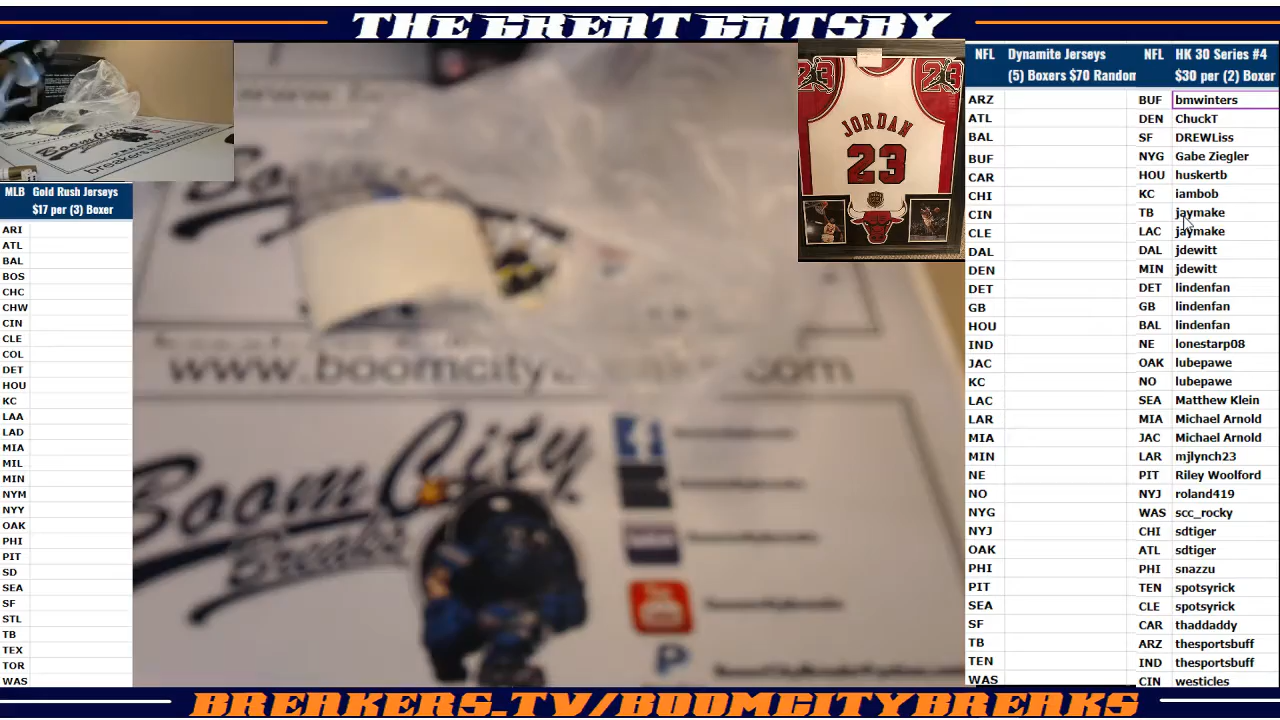 THE GREAT GATSBY
MLB Gold Rush Jerseys
$17 per (3) Boxer
ARI
ATL
BAL
BOS
CHC
CHW
CIN
CLE
COL
DET
HOU
KC
LAA
LAD
MIA
MIL
MIN
NYM
NYY
OAK
PHI
PIT
SD
SEA
SF
STL
TB
TEX
TOR
WAS
www.boomcityb
.com
BoomCity
Breaks
23
23
JORDAN
23
NFL Dynamite Jerseys
(5) Boxers $70 Random
ARZ
ATL
BAL
BUF
CAR
CHI
CIN
CLE
DAL
DEN
DET
GB
HOU
IND
JAC
KC
LAC
LAR
MIA
MIN
NE
NO
NYG
NYJ
OAK
PHI
PIT
SEA
SF
TB
TEN
WAS
NFL HK 30 Series #4
$30 per (2) Boxer
BUF bmwinters
DEN ChuckT
SF DREWLiss
NYG Gabe Ziegler
HOU huskertb
KC iambob
TB jaymake
LAC jaymake
DAL jdewitt
MIN jdewitt
DET lindenfan
GB lindenfan
BAL lindenfan
NE lonestarp08
OAK lubepawe
NO lubepawe
SEA Matthew Klein
MIA Michael Arnold
JAC Michael Arnold
LAR mjlynch23
PIT Riley Woolford
NYJ roland419
WAS scc_rocky
CHI sdtiger
ATL sdtiger
PHI snazzu
TEN spotsyrick
CLE spotsyrick
CAR thaddaddy
ARZ thesportsbuff
IND thesportsbuff
CIN westicles
BREAKERS.TV/BOOMCITYBREAKS